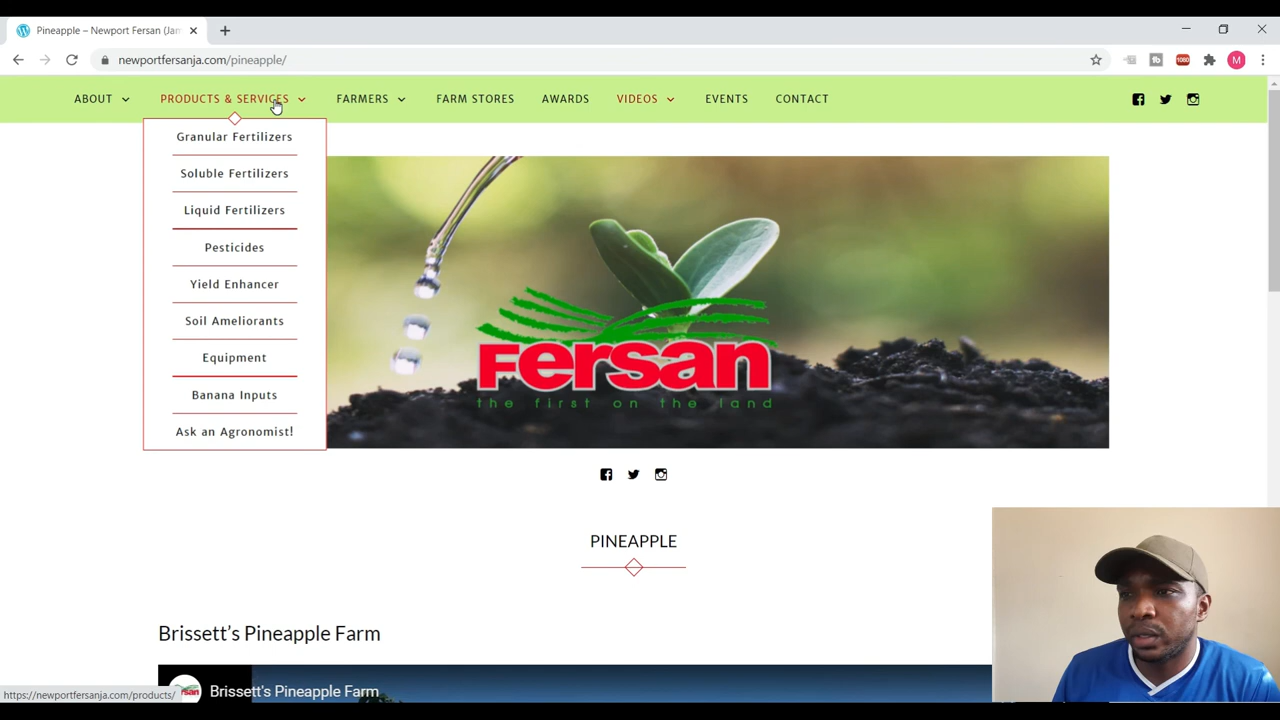 Pineapple – Newport Fersan (Jan
newportfersanja.com/pineapple/
M
ABOUT PRODUCTS & SERVICES FARMERS FARM STORES AWARDS VIDEOS EVENTS CONTACT
Granular Fertilizers
Soluble Fertilizers
Liquid Fertilizers
Pesticides
Yield Enhancer
Soil Ameliorants
Equipment
Banana Inputs
Ask an Agronomist!
Fersan
the first on the land
PINEAPPLE
Brissett’s Pineapple Farm
Brissett's Pineapple Farm
https://newportfersanja.com/products/